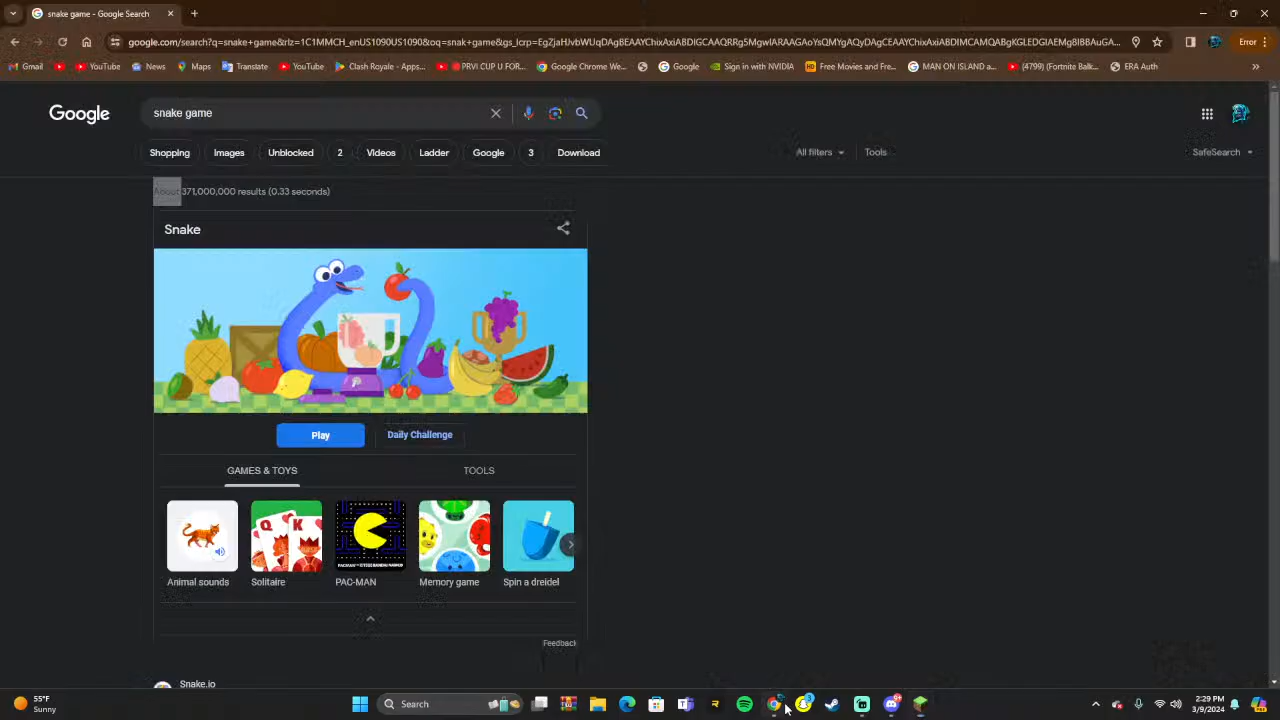 snake game - Google Search
google.com/search?q=snake+game&rlz=1C1MMCH_enUS1090US1090&oq=snak+game&gs_lcrp=
Error
Gmail
YouTube
News
Maps
Translate
YouTube
Clash Royale - Apps...
PRVI CUP U FOR...
Google Chrome We...
Google
Sign in with NVIDIA
Free Movies and Fre...
MAN ON ISLAND a...
(4799) (Fortnite Balk...
ERA Auth
Google
snake game
Shopping
Images
Unblocked
2
Videos
Ladder
Google
3
Download
All filters
Tools
SafeSearch
About 371,000,000 results (0.33 seconds)
Snake
Play
Daily Challenge
GAMES & TOYS
TOOLS
Q
K
Animal sounds
Solitaire
PAC-MAN
Memory game
Spin a dreidel
Feedback
Snake.io
55°F
Sunny
Search
2:29 PM
3/9/2024